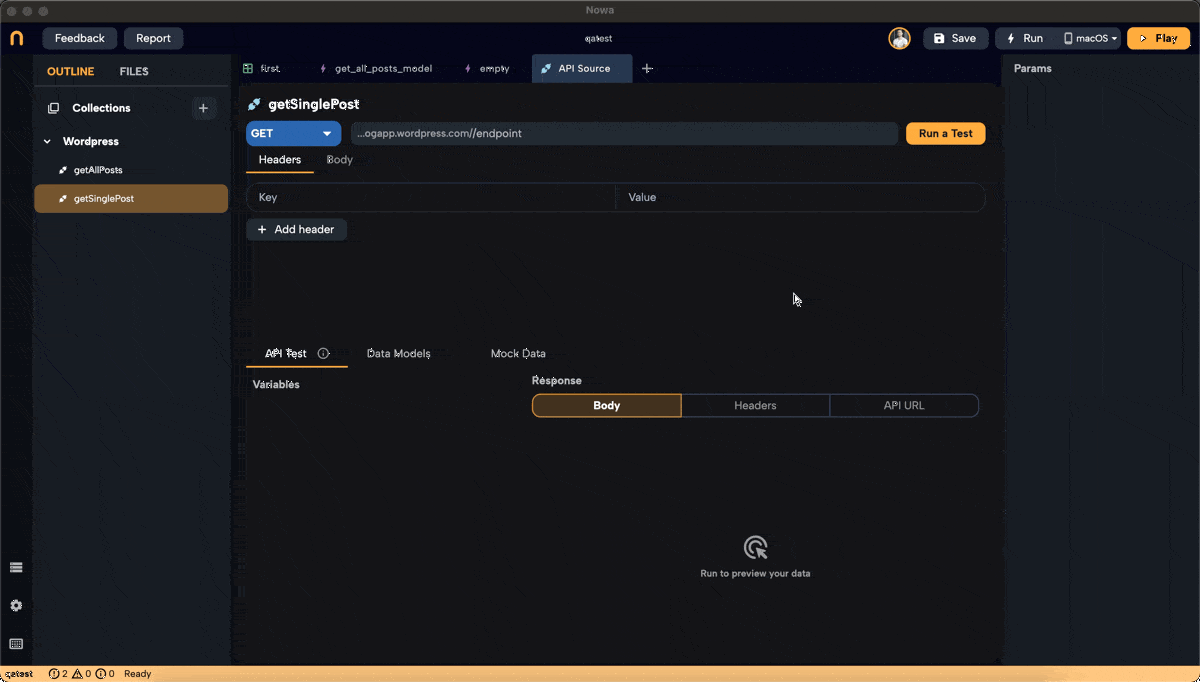 Nowa
Feedback
Report
qatest
Save
Run
macOS
Play
OUTLINE
FILES
first
get_all_posts_model
empty
API Source
Params
Collections
getSinglePost
GET
...ogapp.wordpress.com//endpoint
Run a Test
Wordpress
Headers
Body
getAllPosts
getSinglePost
Key
Value
Add header
API Test
Data Models
Mock Data
Variables
Response
Body
Headers
API URL
Run to preview your data
qatest
2
0
0
Ready